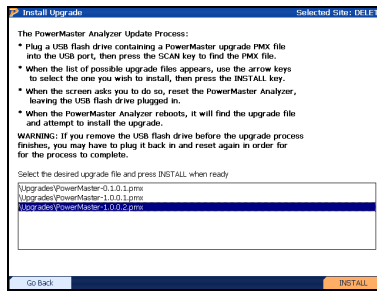 Install Upgrade
Selected Site: DELET
The PowerMaster Analyzer Update Process:
* Plug a USB flash drive containing a PowerMaster upgrade PMX file
into the USB port, then press the SCAN key to find the PMX file.
* When the list of possible upgrade files appears, use the arrow keys
to select the one you wish to install, then press the INSTALL key.
* When the screen asks you to do so, reset the PowerMaster Analyzer,
leaving the USB flash drive plugged in.
* When the PowerMaster Analyzer reboots, it will find the upgrade file
and attempt to install the upgrade.
WARNING: If you remove the USB flash drive before the upgrade process
finishes, you may have to plug it back in and reset again in order for
for the process to complete.
Select the desired upgrade file and press INSTALL when ready
\Upgrades\PowerMaster-0.1.0.1.pmx
\Upgrades\PowerMaster-1.0.0.1.pmx
\Upgrades\PowerMaster-1.0.0.2.pmx
Go Back
INSTALL